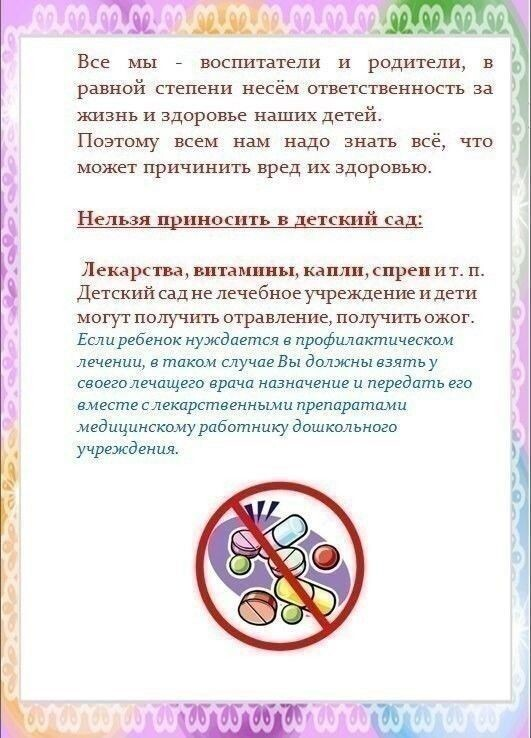 Все мы - воспитатели и родители, в
равной степени несём ответственность за
жизнь и здоровье наших детей.
Поэтому всем нам надо знать всё, что
может причинить вред их здоровью.
Нельзя приносить в детский сад:
Лекарства, витамины, капли, спреи и т. п.
Детский сад не лечебное учреждение и дети
могут получить отравление, получить ожог.
Если ребенок нуждается в профилактическом
лечении, в таком случае Вы должны взять у
своего лечащего врача назначение и передать его
вместе с лекарственными препаратами
медицинскому работнику дошкольного
учреждения.